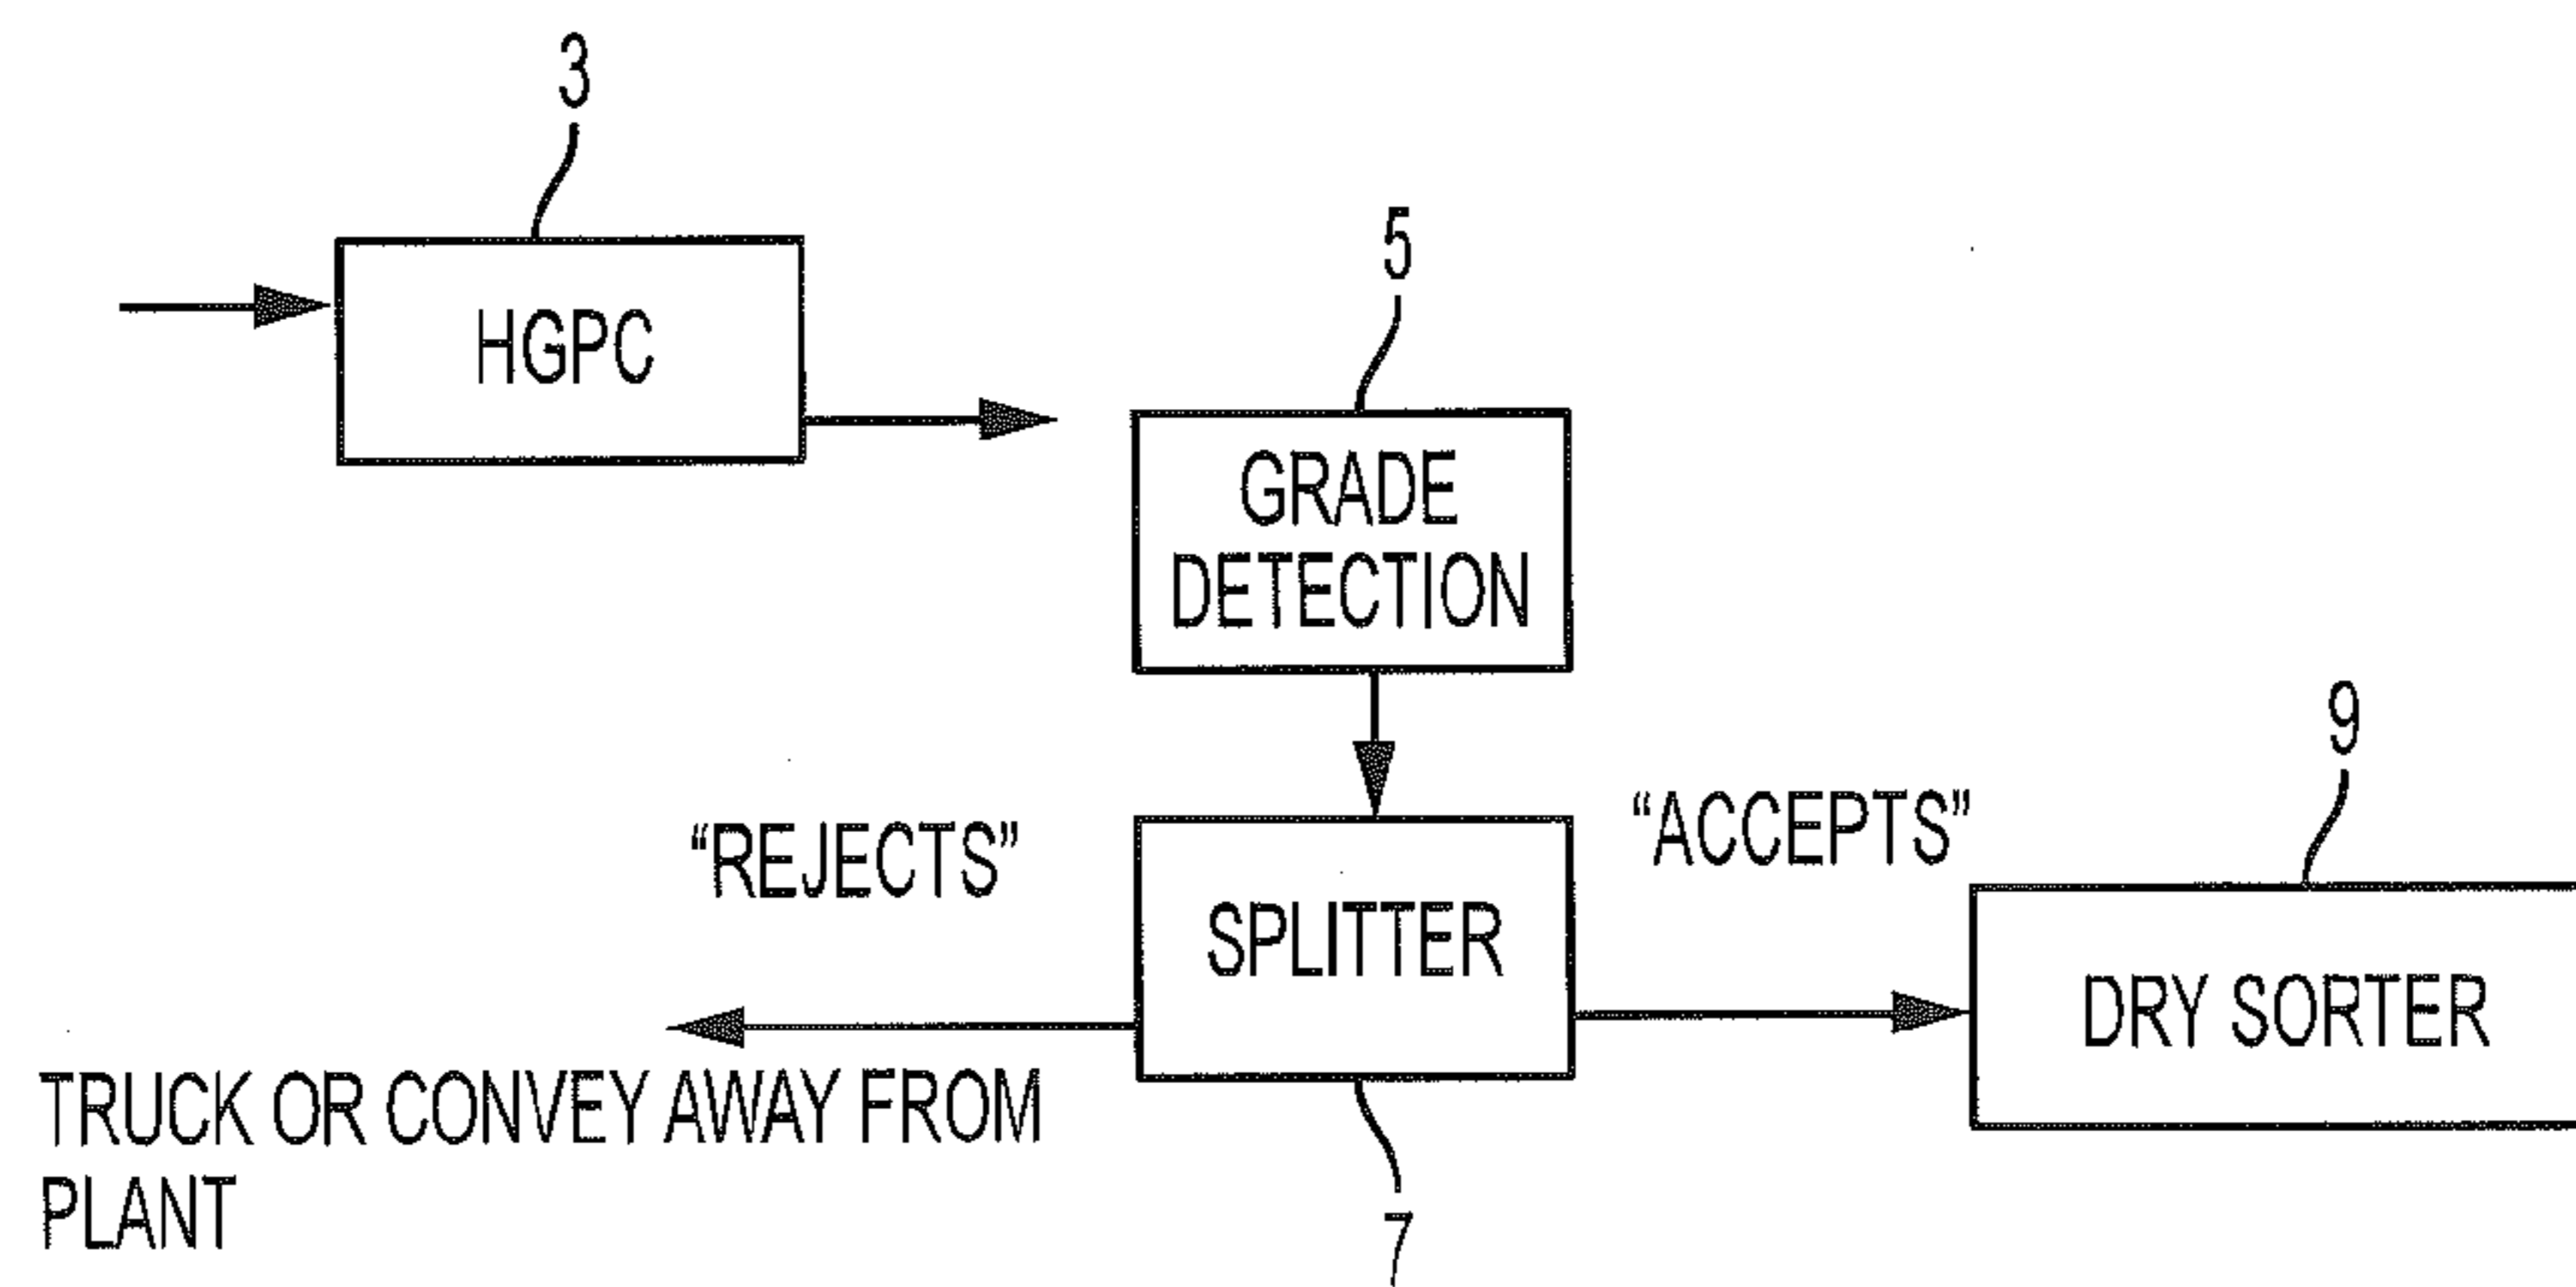 3
HGPC
5
GRADE
DETECTION
9
“REJECTS”
“ACCEPTS”
SPLITTER
DRY SORTER
TRUCK OR CONVEY AWAY FROM
PLANT
7